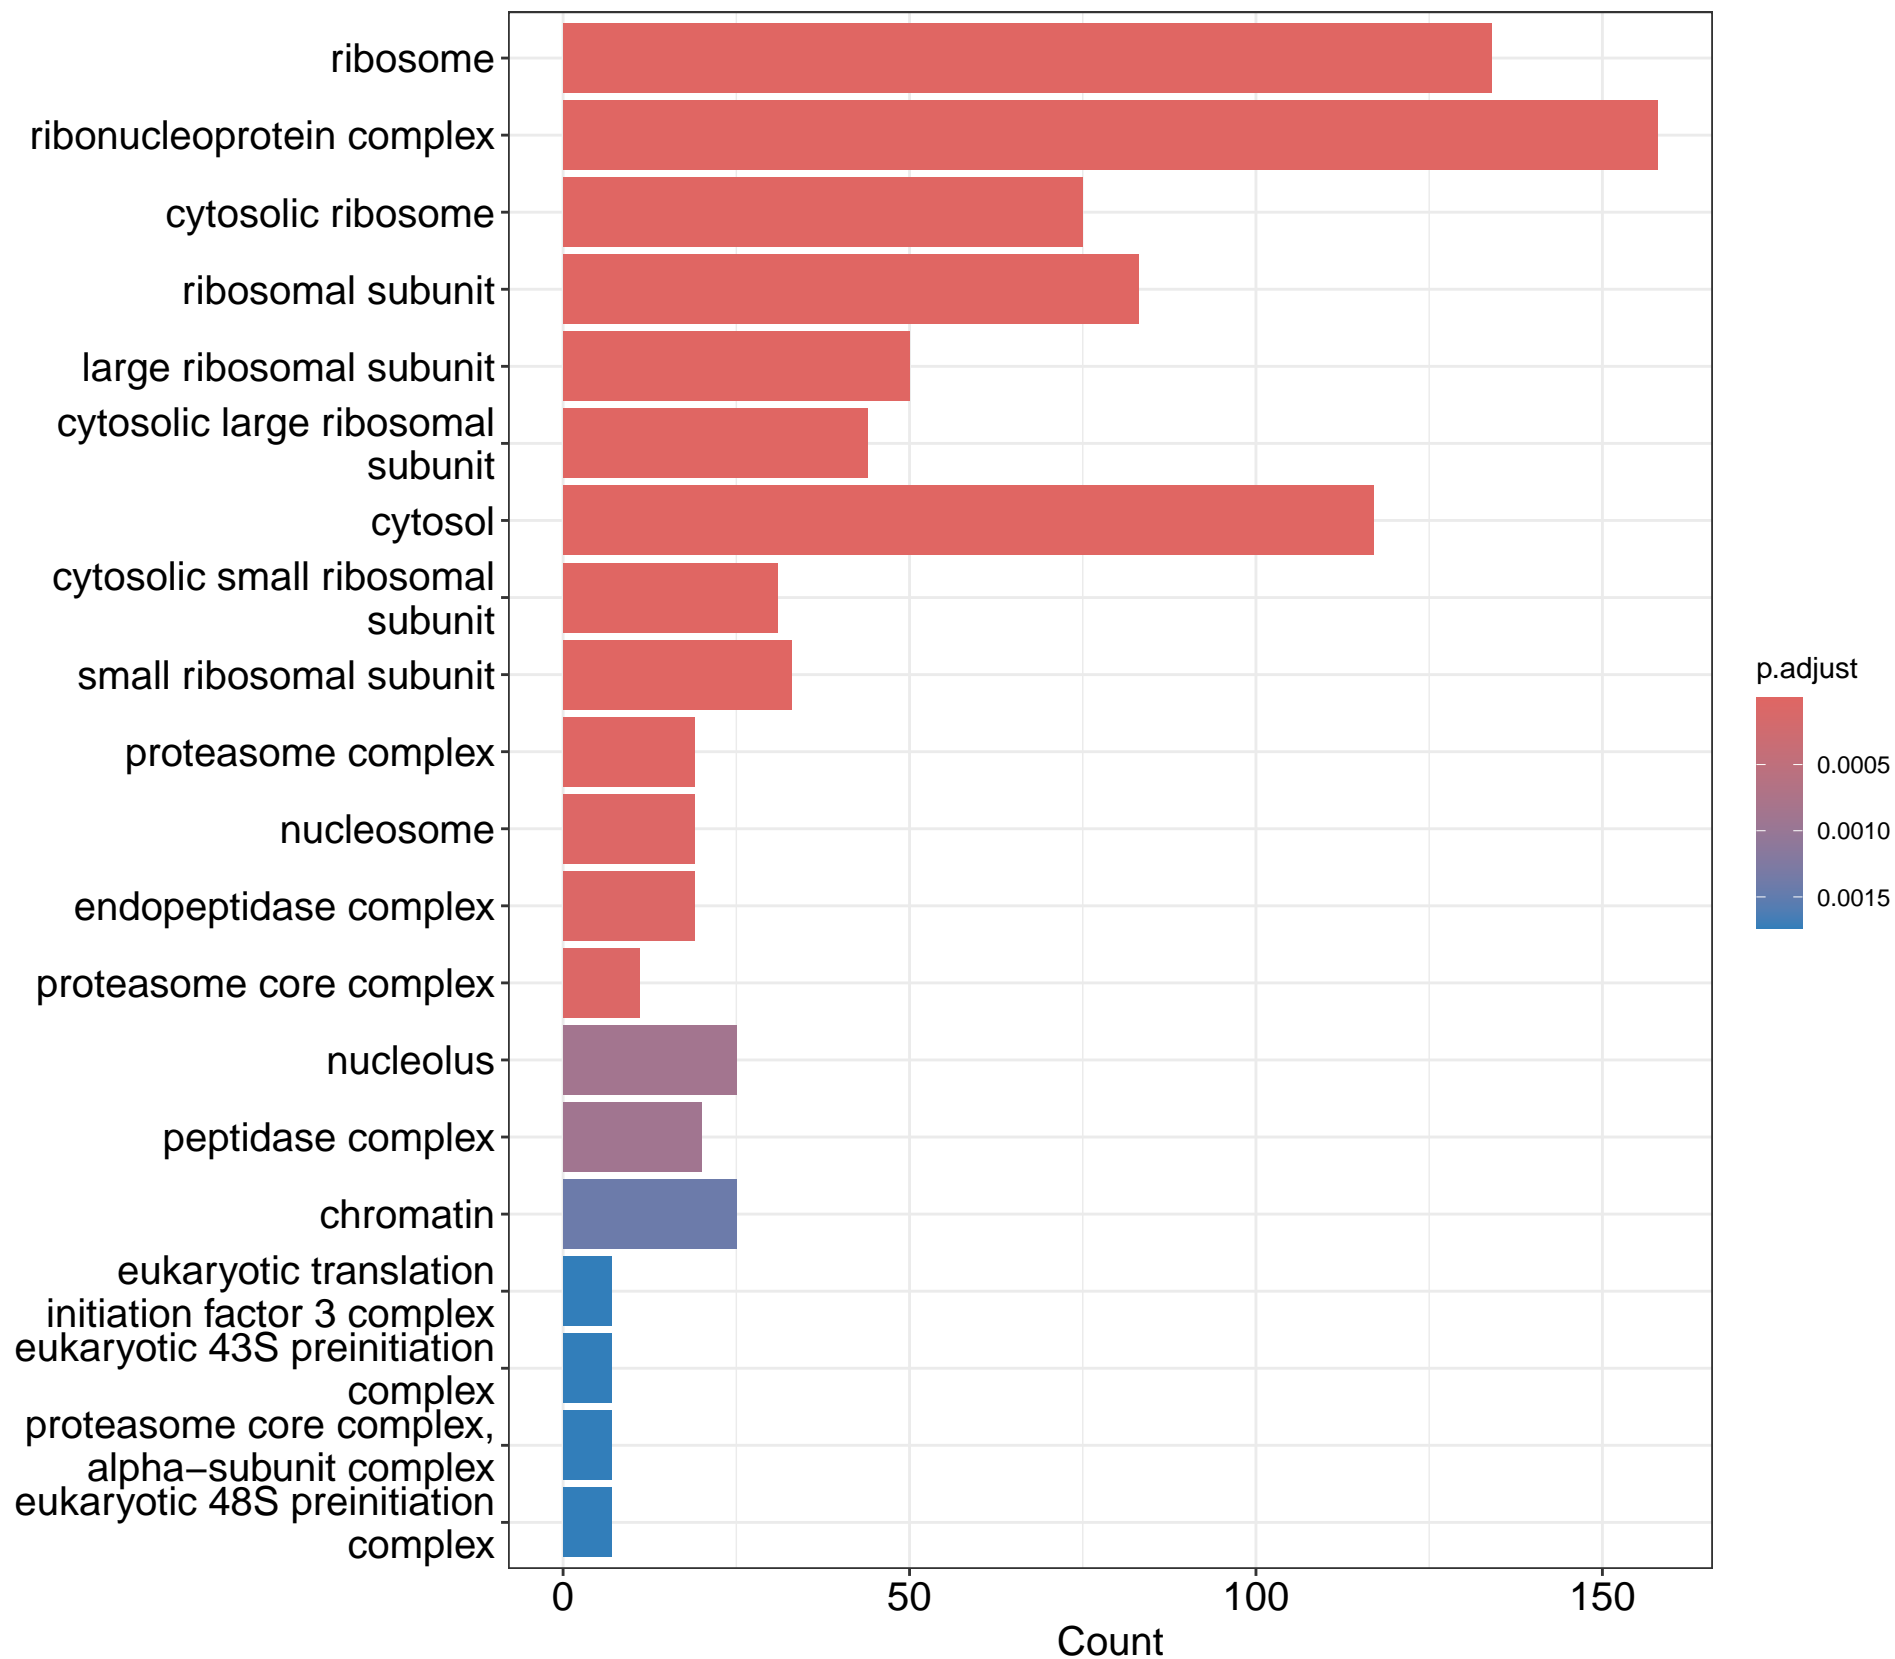 ribosome
ribonucleoprotein complex
cytosolic ribosome
ribosomal subunit
large ribosomal subunit
cytosolic large ribosomal
subunit
cytosol
cytosolic small ribosomal
subunit
small ribosomal subunit
proteasome complex
nucleosome
endopeptidase complex
proteasome core complex
nucleolus
peptidase complex
chromatin
eukaryotic translation
initiation factor 3 complex
eukaryotic 43S preinitiation
complex
proteasome core complex,
alpha−subunit complex
eukaryotic 48S preinitiation
complex
0 50 100 150
Count
p.adjust
0.0005
0.0010
0.0015